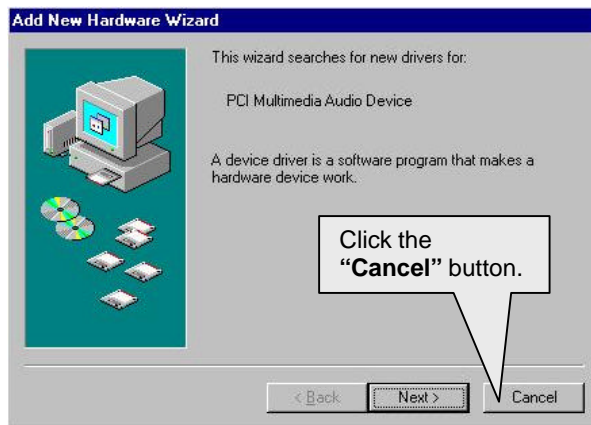 Add New Hardware Wizard
This wizard searches for new drivers for:
PCI Multimedia Audio Device
A device driver is a software program that makes a
hardware device work.
Click the
“Cancel” button.
< Back
Next >
Cancel